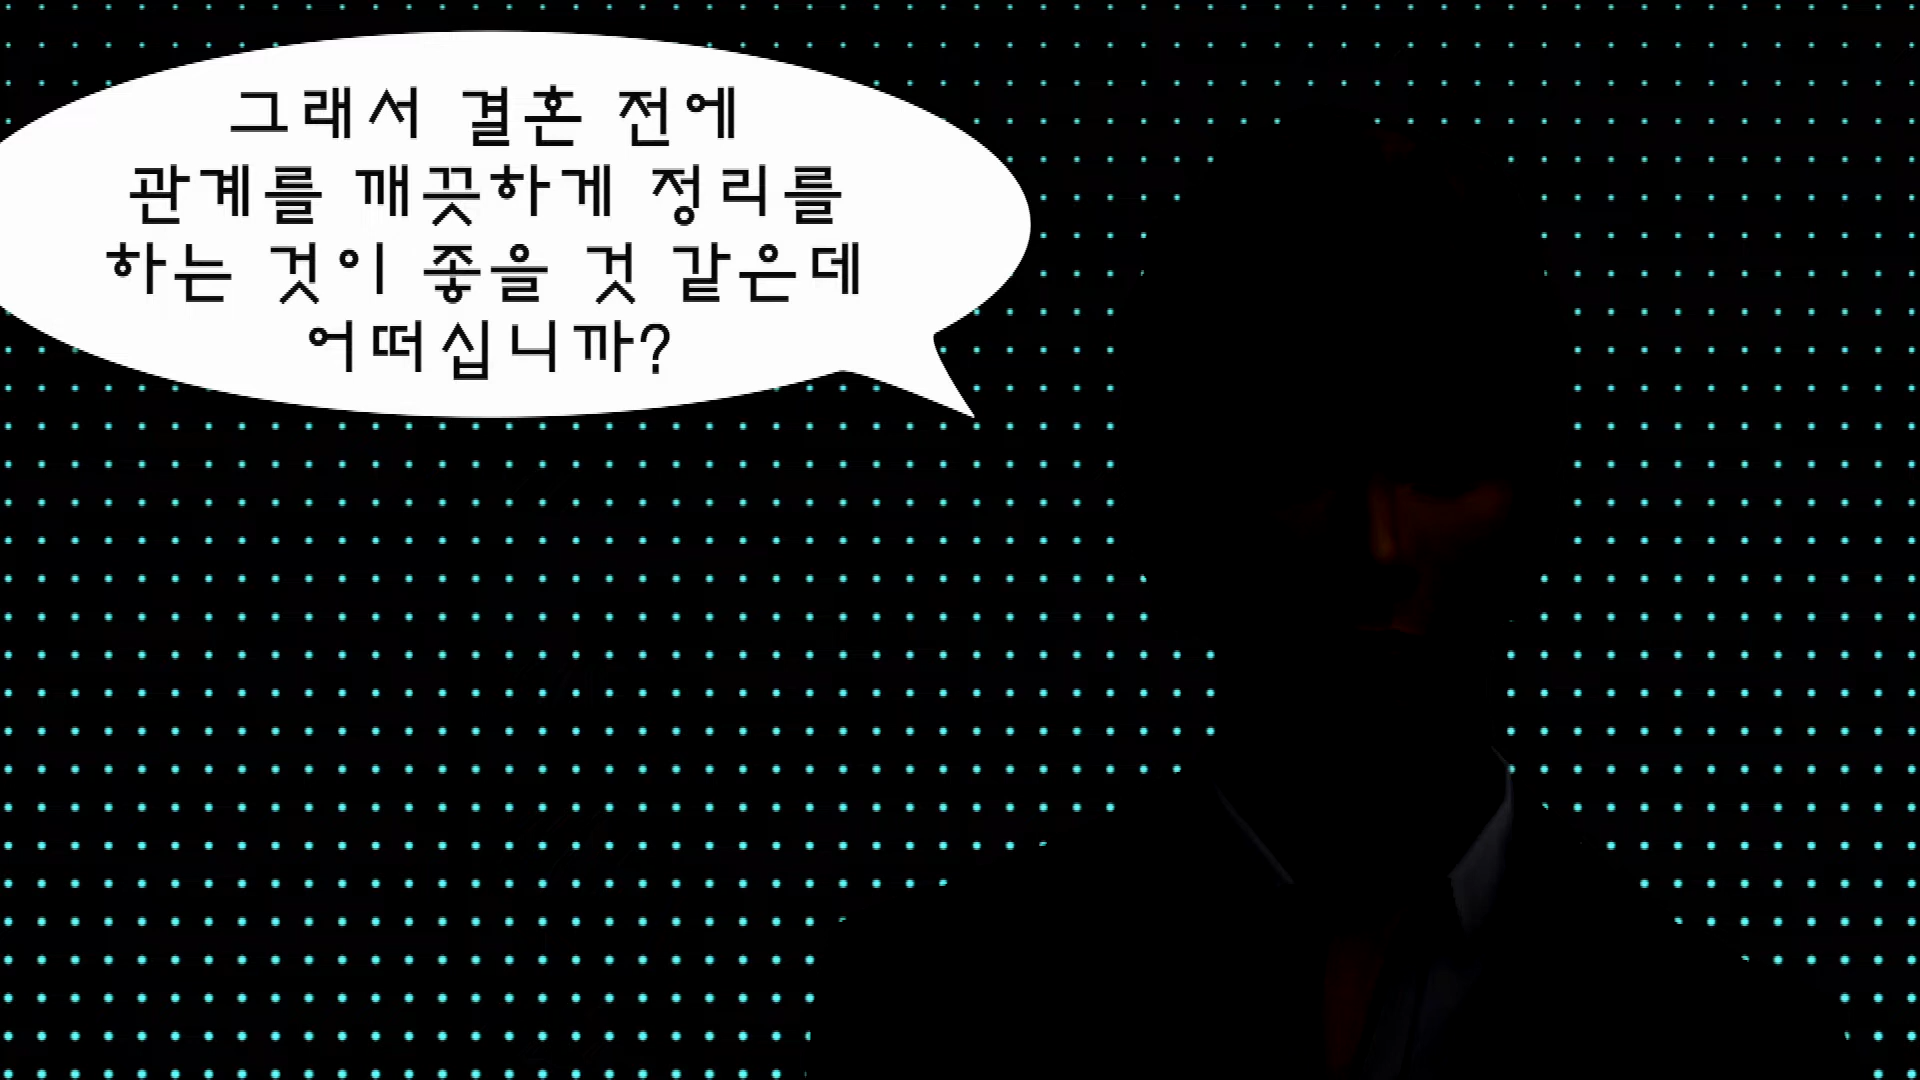 그래서 결혼 전에
관계를 깨끗하게 정리를
하는 것이 좋을 것 같은데
어떠십니까?